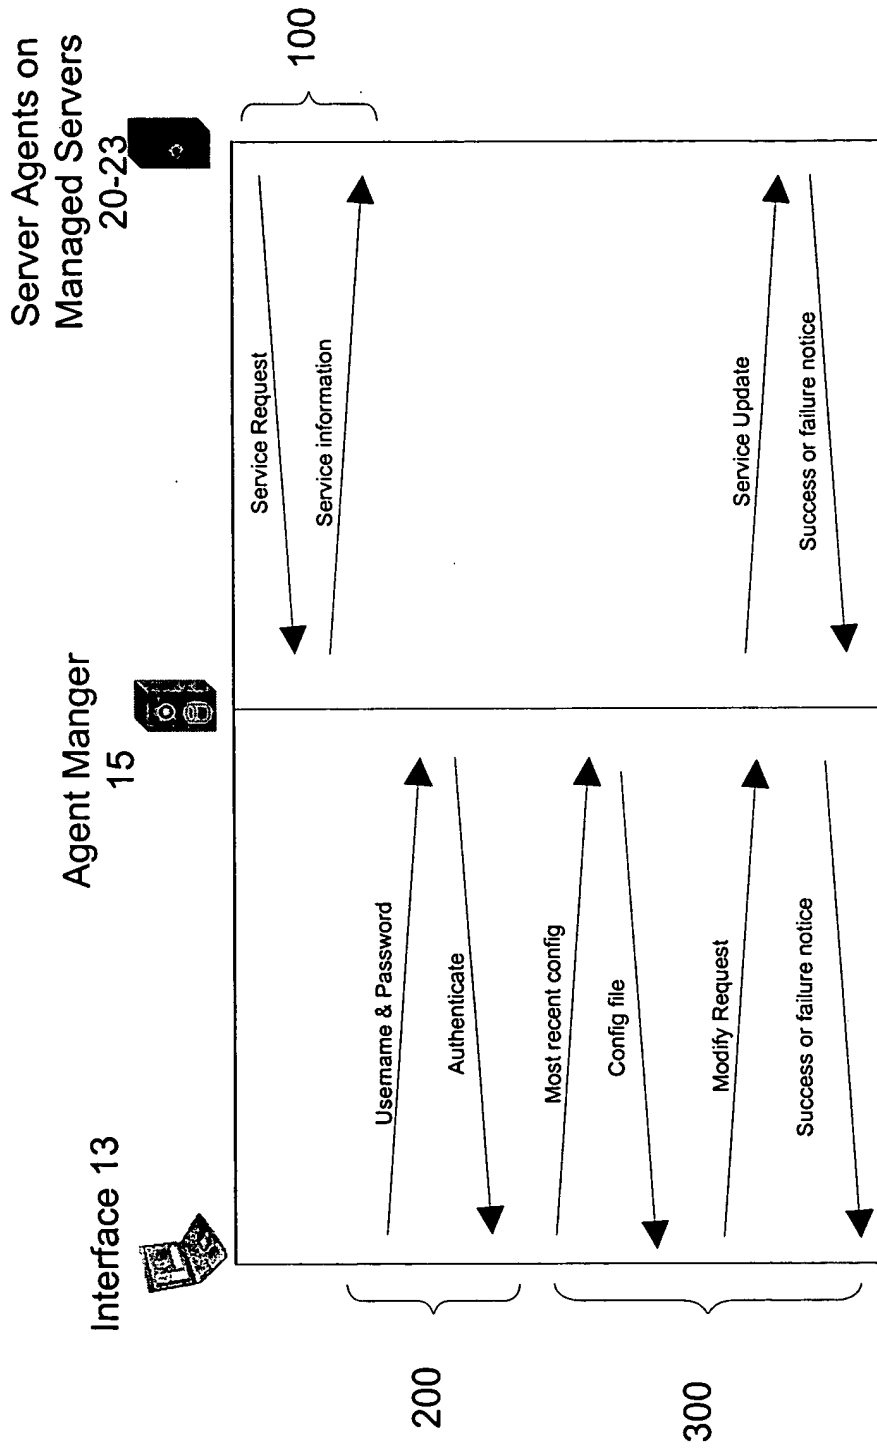 Interface 13
Agent Manger
15
Server Agents on
Managed Servers
20-23
Service Request
100
Service information
Username & Password
200
Authenticate
Most recent config
300
Config file
Modify Request
Service Update
Success or failure notice
Success or failure notice